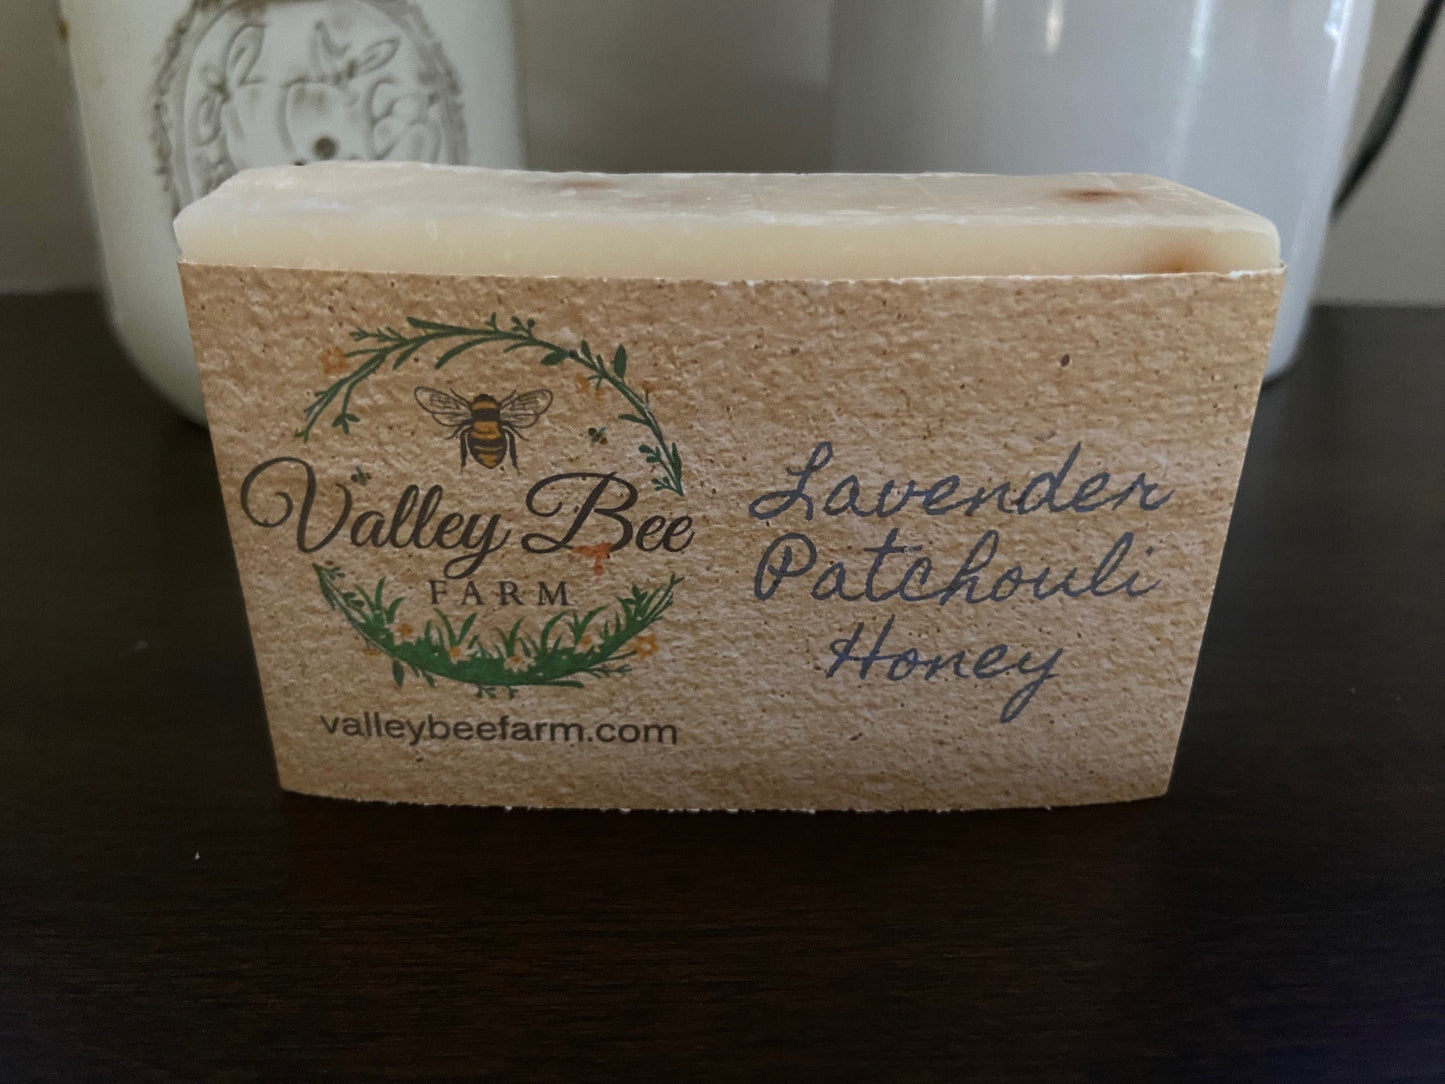 Valley Bee
FARM
valleybeefarm.com
Lavender
Patchouli
Honey